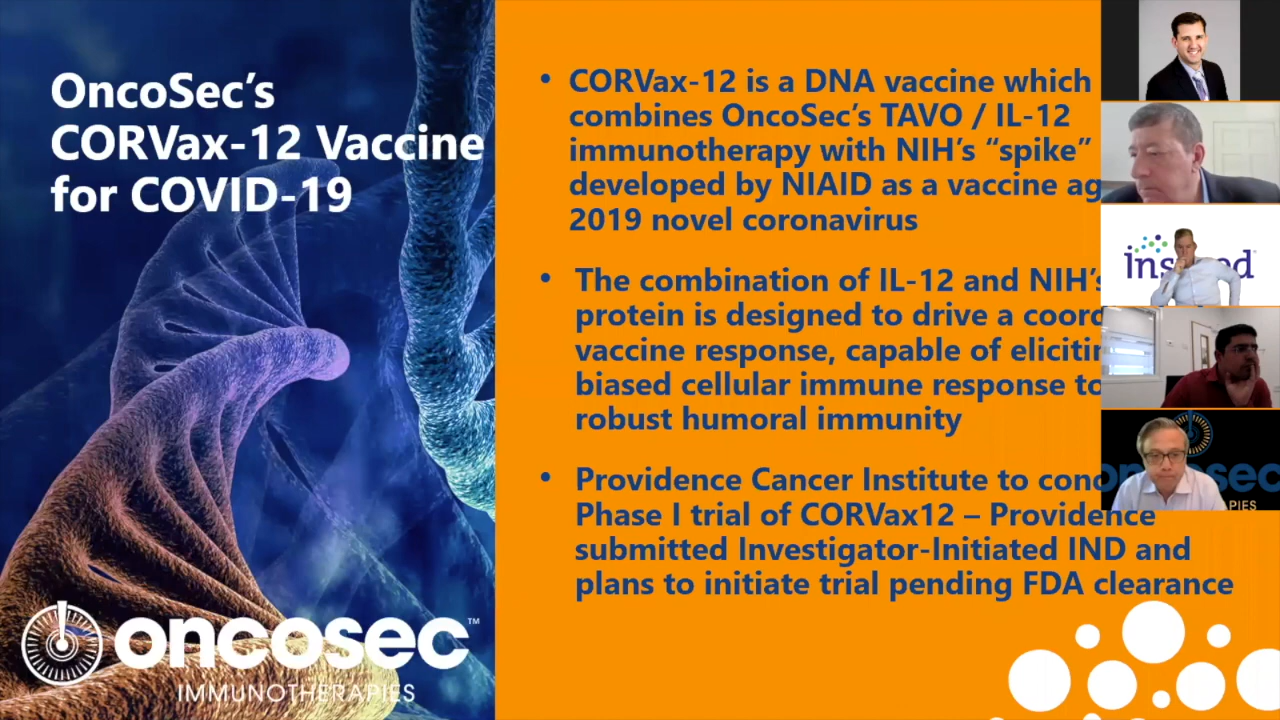 OncoSec’s
CORVax-12 Vaccine
for COVID-19
oncosec™
IMMUNOTHERAPIES
• CORVax-12 is a DNA vaccine which
combines OncoSec’s TAVO / IL-12
immunotherapy with NIH’s “spike”
developed by NIAID as a vaccine
2019 novel coronavirus
• The combination of IL-12 and NIH’s
protein is designed to drive a
vaccine response, capable of
biased cellular immune response to
robust humoral immunity
• Providence Cancer Institute to
Phase I trial of CORVax12 – Providence
submitted Investigator-Initiated IND and
plans to initiate trial pending FDA clearance